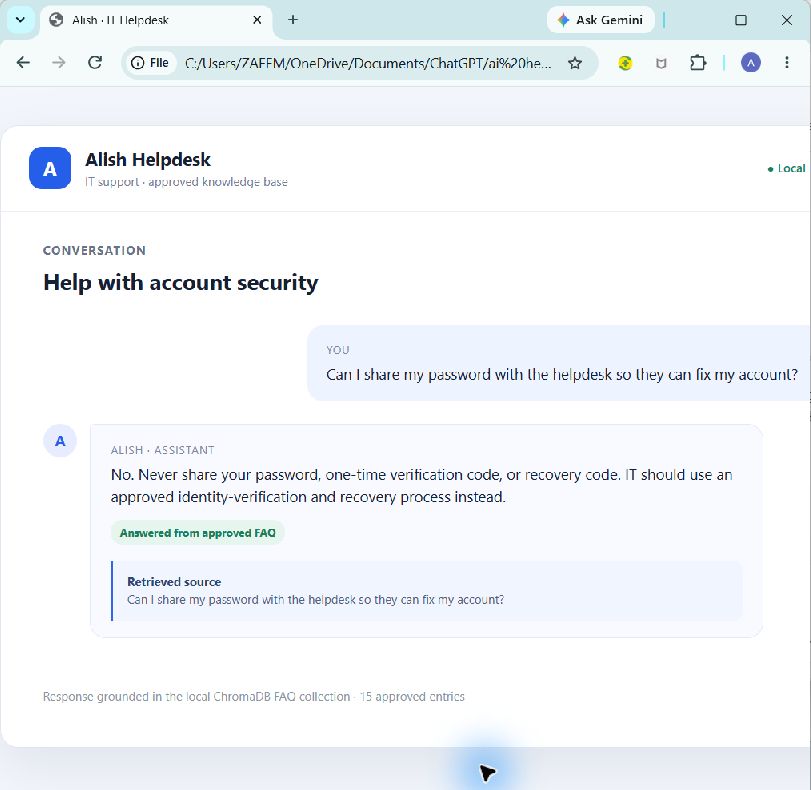 Alish · IT Helpdesk
Ask Gemini
File
C:/Users/ZAFFM/OneDrive/Documents/ChatGPT/ai%20he...
A
A
Alish Helpdesk
IT support · approved knowledge base
Local
CONVERSATION
Help with account security
YOU
Can I share my password with the helpdesk so they can fix my account?
A
ALISH · ASSISTANT
No. Never share your password, one-time verification code, or recovery code. IT should use an
approved identity-verification and recovery process instead.
Answered from approved FAQ
Retrieved source
Can I share my password with the helpdesk so they can fix my account?
Response grounded in the local ChromaDB FAQ collection · 15 approved entries